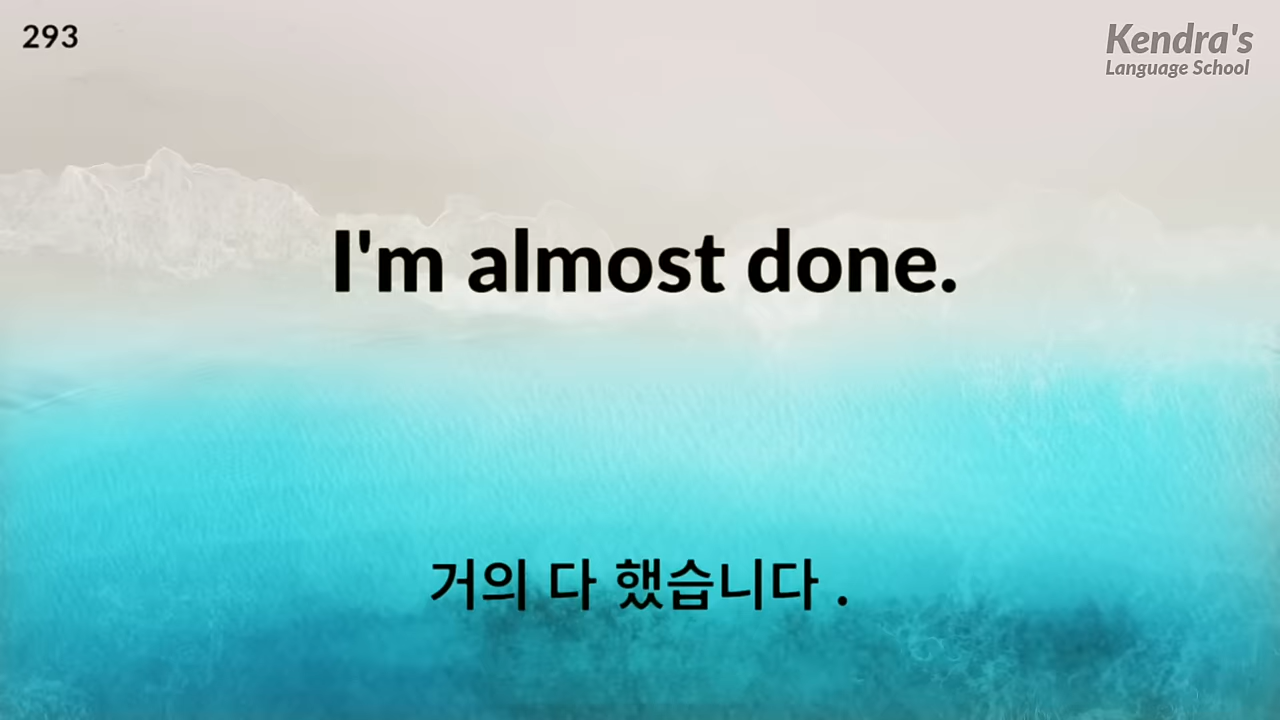 293
Kendra's
Language School
I'm almost done.
거의 다 했습니다 .